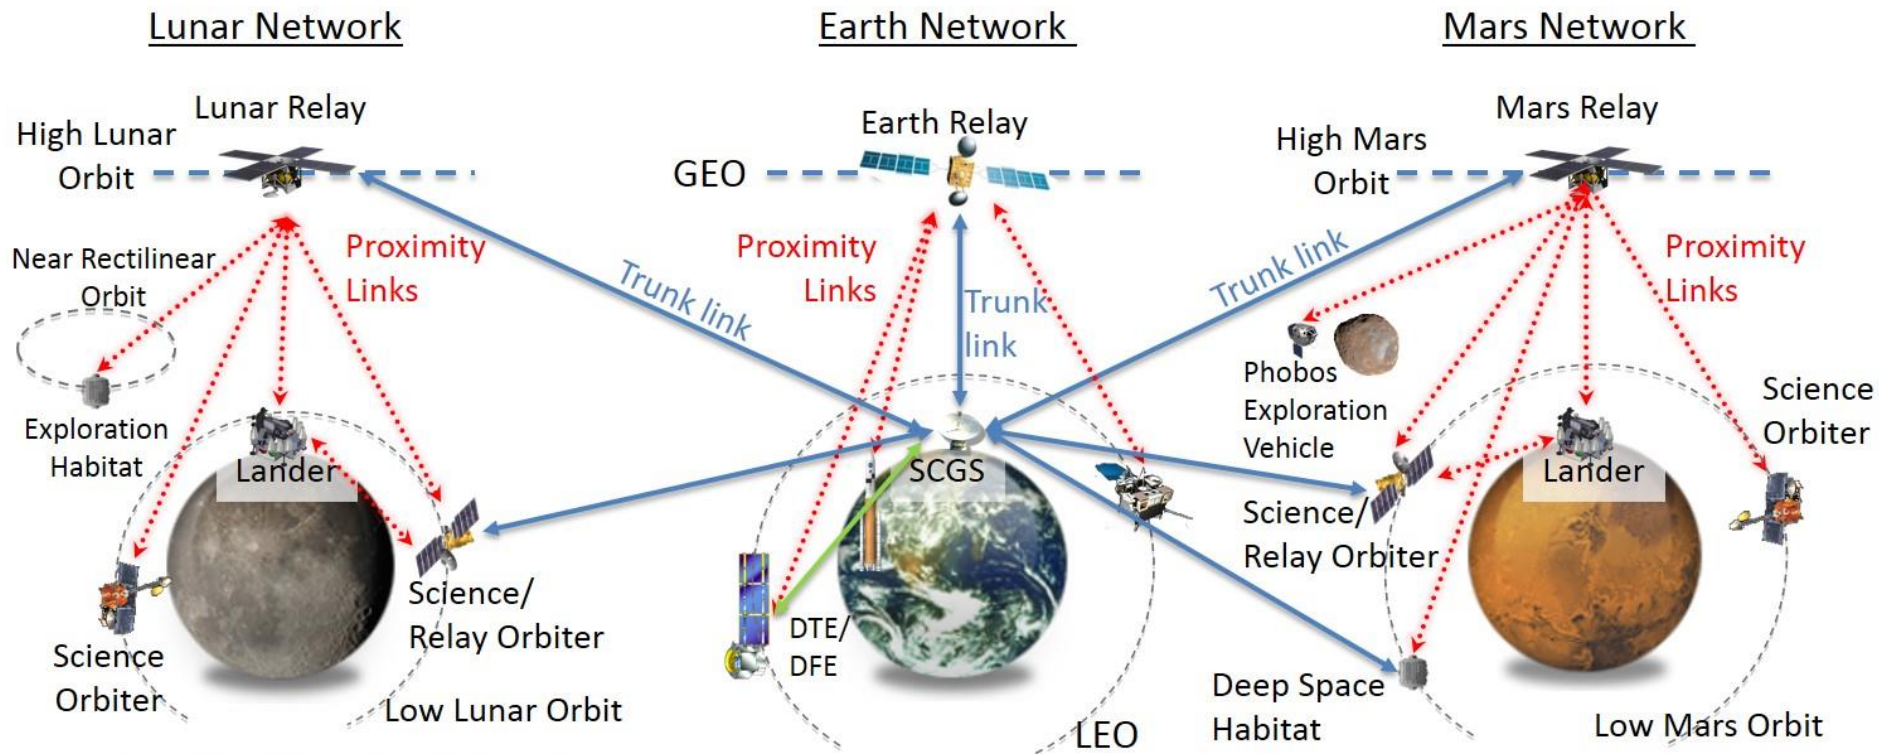 Lunar Network
Earth Network
Mars Network
Lunar Relay
High Lunar
Orbit
Near Rectilinear
Orbit
Proximity
Links
Exploration
Habitat
Lander
Science
Orbiter
Science/
Relay Orbiter
Low Lunar Orbit
Trunk link
Earth Relay
GEO
Proximity
Links
Trunk
link
SCGS
DTE/
DFE
LEO
Trunk link
Mars Relay
High Mars
Orbit
Proximity
Links
Phobos
Exploration
Vehicle
Science
Orbiter
Lander
Science/
Relay Orbiter
Deep Space
Habitat
Low Mars Orbit